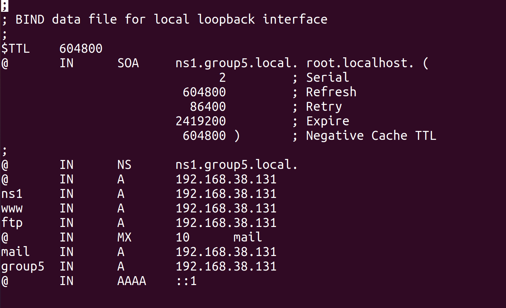 ;
; BIND data file for local loopback interface
;
$TTL    604800
@       IN      SOA     ns1.group5.local. root.localhost. (
                              2         ; Serial
                         604800         ; Refresh
                          86400         ; Retry
                        2419200         ; Expire
                         604800 )       ; Negative Cache TTL
;
@       IN      NS      ns1.group5.local.
@       IN      A       192.168.38.131
ns1     IN      A       192.168.38.131
www     IN      A       192.168.38.131
ftp     IN      A       192.168.38.131
@       IN      MX      10      mail
mail    IN      A       192.168.38.131
group5  IN      A       192.168.38.131
@       IN      AAAA    ::1